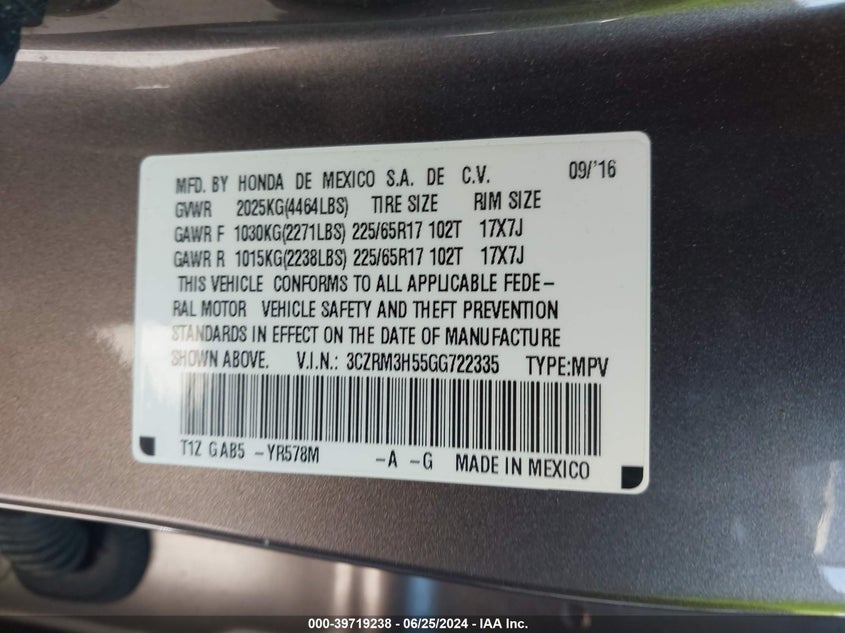 MFD. BY HONDA DE MEXICO S.A. DE C.V. 09/'16
GVWR 2025KG(4464LBS) TIRE SIZE RIM SIZE
GAWR F 1030KG(2271LBS) 225/65R17 102T 17X7J
GAWR R 1015KG(2238LBS) 225/65R17 102T 17X7J
THIS VEHICLE CONFORMS TO ALL APPLICABLE FEDE-
RAL MOTOR VEHICLE SAFETY AND THEFT PREVENTION
STANDARDS IN EFFECT ON THE DATE OF MANUFACTURE
SHOWN ABOVE. V.I.N.: 3CZRM3H55GG722335 TYPE:MPV
T1Z GAB5 -YR578M -A -G MADE IN MEXICO
000-39719238 - 06/25/2024 - IAA Inc.